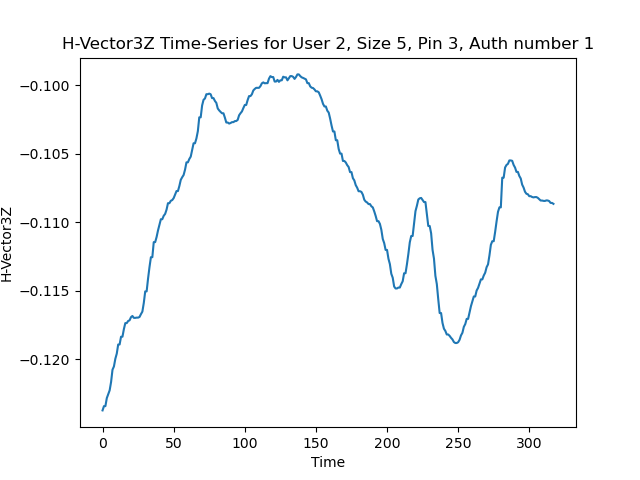 H-Vector3Z Time-Series for User 2, Size 5, Pin 3, Auth number 1
−0.100
−0.105
−0.110
−0.115
−0.120
H-Vector3Z
0 50 100 150 200 250 300
Time